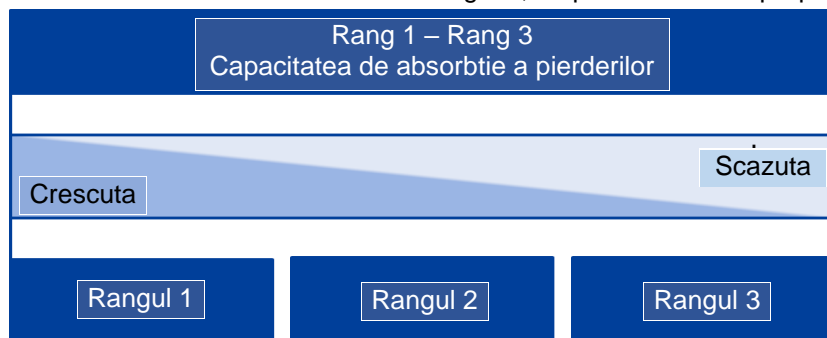 Rang 1 – Rang 3
Capacitatea de absorbtie a pierderilor
Scazuta
Crescuta
Rangul 1
Rangul 2
Rangul 3